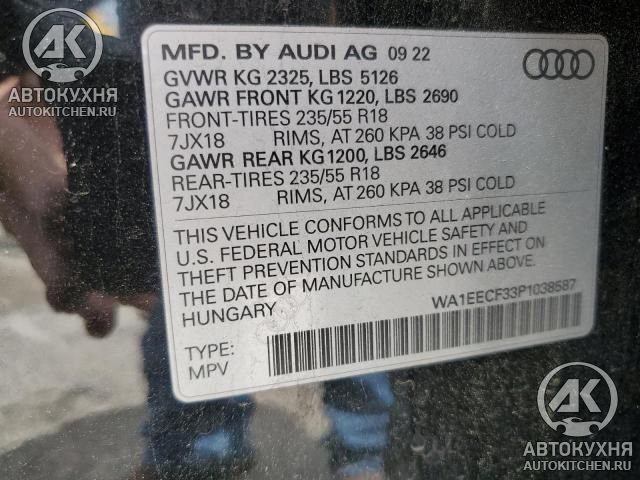 AK
АВТОКУХНЯ
AUTOKITCHEN.RU
MFD. BY AUDI AG 09 22
GVWR KG 2325, LBS 5126
GAWR FRONT KG 1220, LBS 2690
FRONT-TIRES 235/55 R18
7JX18 RIMS, AT 260 KPA 38 PSI COLD
GAWR REAR KG 1200, LBS 2646
REAR-TIRES 235/55 R18
7JX18 RIMS, AT 260 KPA 38 PSI COLD
THIS VEHICLE CONFORMS TO ALL APPLICABLE
U.S. FEDERAL MOTOR VEHICLE SAFETY AND
THEFT PREVENTION STANDARDS IN EFFECT ON
THE DATE OF MANUFACTURE SHOWN ABOVE.
HUNGARY
WA1EECF33P1038587
TYPE:
MPV
AK
АВТОКУХНЯ
AUTOKITCHEN.RU